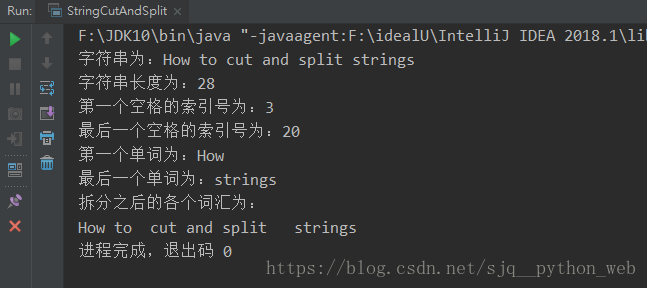 Run: StringCutAndSplit ×
F:\JDK10\bin\java "-javaagent:F:\idealU\IntelliJ IDEA 2018.1\li
字符串为：How to cut and split strings
字符串长度为：28
第一个空格的索引号为：3
最后一个空格的索引号为：20
第一个单词为：How
最后一个单词为：strings
拆分之后的各个词汇为：
How to  cut and split   strings
进程完成，退出码 0
https://blog.csdn.net/sjq__python_web